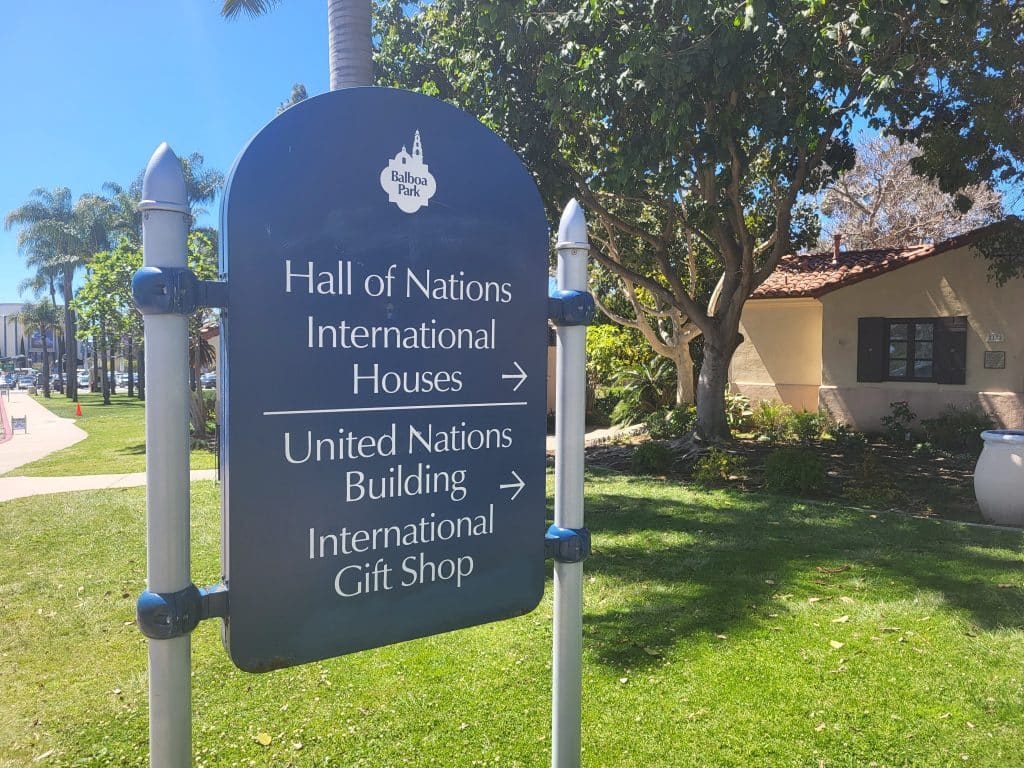 Balboa
Park
Hall of Nations
International
Houses →
United Nations
Building →
International
Gift Shop